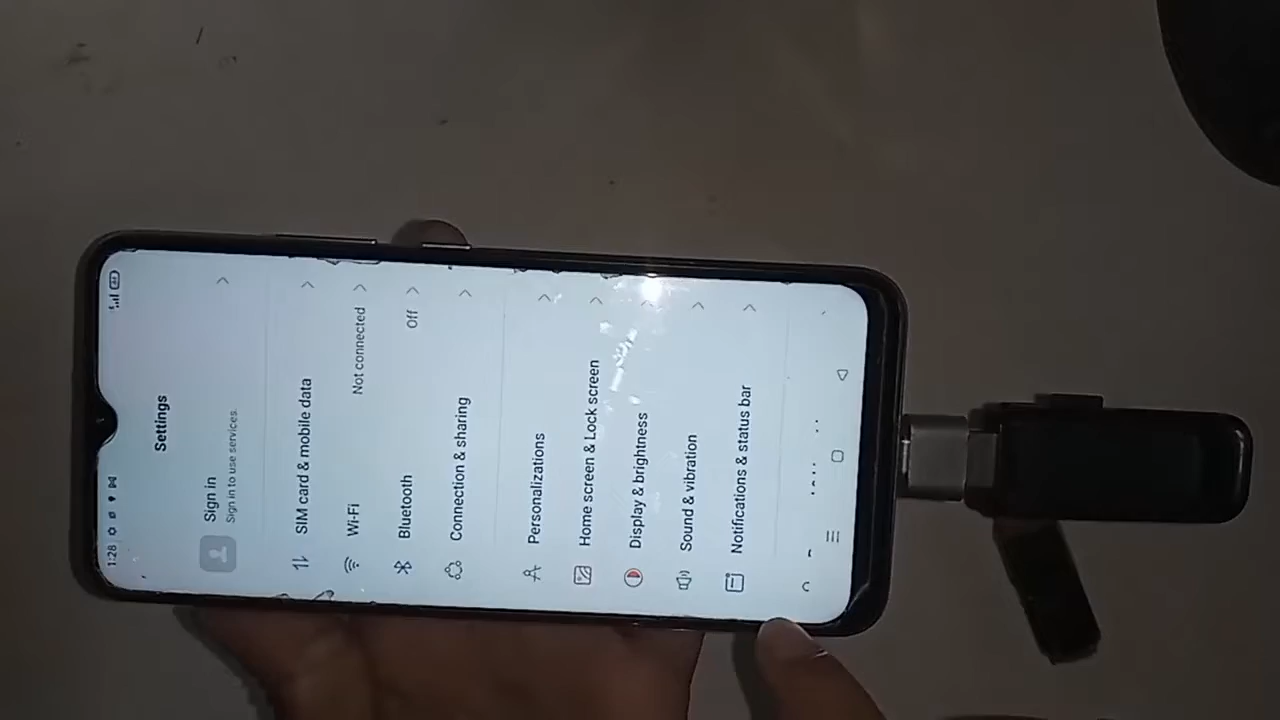 1:28
Settings
Sign in
Sign in to use services.
SIM card & mobile data
Wi-Fi
Not connected
Bluetooth
Off
Connection & sharing
Personalizations
Home screen & Lock screen
Display & brightness
Sound & vibration
Notifications & status bar